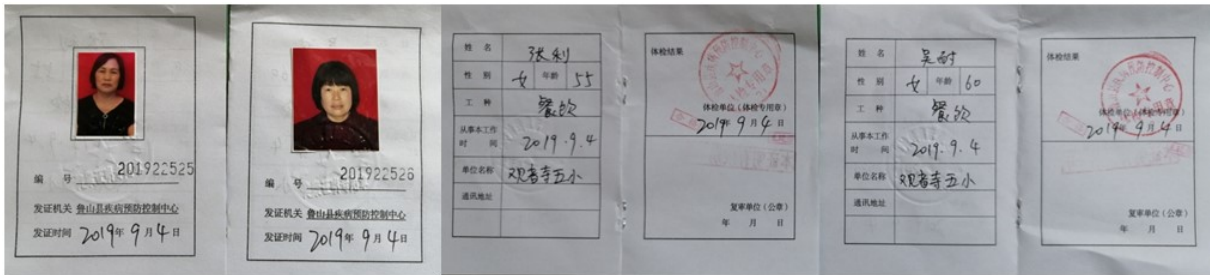 编 号 201922525
发证机关 鲁山县疾病预防控制中心
发证时间 2019年 9月 4日
编 号 201922526
发证机关 鲁山县疾病预防控制中心
发证时间 2019年 9月 4日
姓 名 张利
性 别 女 年龄 55
工 种 餐饮
从事本工作
时 间 2019.9.4
单位名称 观音寺五小
通讯地址
体检结果
体检单位(体检专用章)
2019年 9月 4日
复审单位(公章)
年 月 日
姓 名 吴耐
性 别 女 年龄 60
工 种 餐饮
从事本工作
时 间 2019.9.4
单位名称 观音寺五小
通讯地址
体检结果
体检单位(体检专用章)
2019年 9月 4日
复审单位(公章)
年 月 日